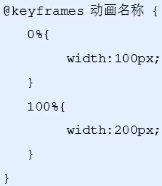 @keyframes 动画名称 {
0%{
width:100px;
}
100%{
width:200px;
}
}